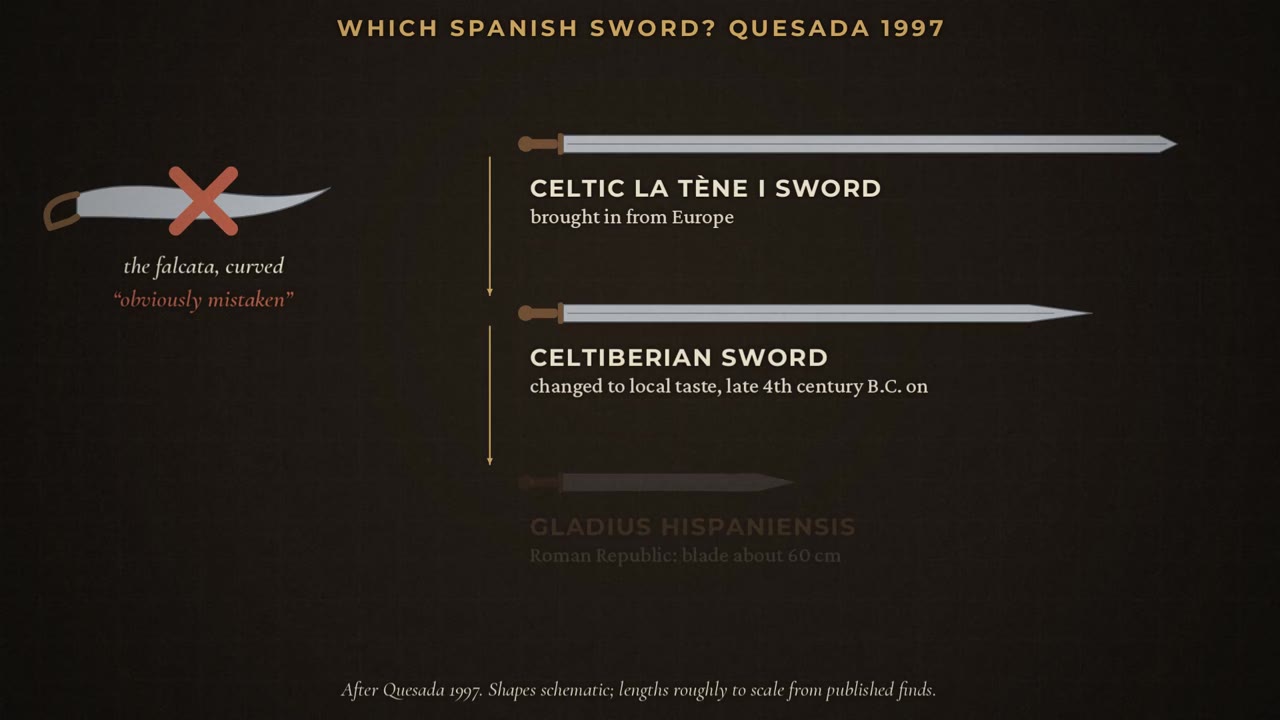 WHICH SPANISH SWORD? QUESADA 1997
the falcata, curved
“obviously mistaken”
CELTIC LA TÈNE I SWORD
brought in from Europe
CELTIBERIAN SWORD
changed to local taste, late 4th century B.C. on
GLADIUS HISPANIENSIS
Roman Republic: blade about 60 cm
After Quesada 1997. Shapes schematic; lengths roughly to scale from published finds.